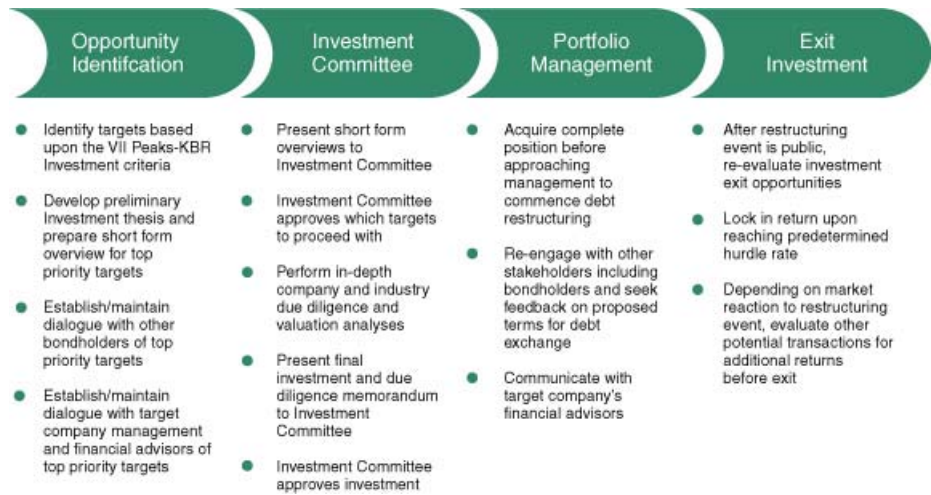 Opportunity
Identifcation
Investment
Committee
Portfolio
Management
Exit
Investment
Identify targets based
upon the VII Peaks-KBR
Investment criteria
Develop preliminary
Investment thesis and
prepare short form
overview for top
priority targets
Establish/maintain
dialogue with other
bondholders of top
priority targets
Establish/maintain
dialogue with target
company management
and financial advisors of
top priority targets
Present short form
overviews to
Investment Committee
Investment Committee
approves which targets
to proceed with
Perform in-depth
company and industry
due diligence and
valuation analyses
Present final
investment and due
diligence memorandum
to Investment
Committee
Investment Committee
approves investment
Acquire complete
position before
approaching
management to
commence debt
restructuring
Re-engage with other
stakeholders including
bondholders and seek
feedback on proposed
terms for debt
exchange
Communicate with
target company's
financial advisors
After restructuring
event is public,
re-evaluate investment
exit opportunities
Lock in return upon
reaching predetermined
hurdle rate
Depending on market
reaction to restructuring
event, evaluate other
potential transactions for
additional returns
before exit